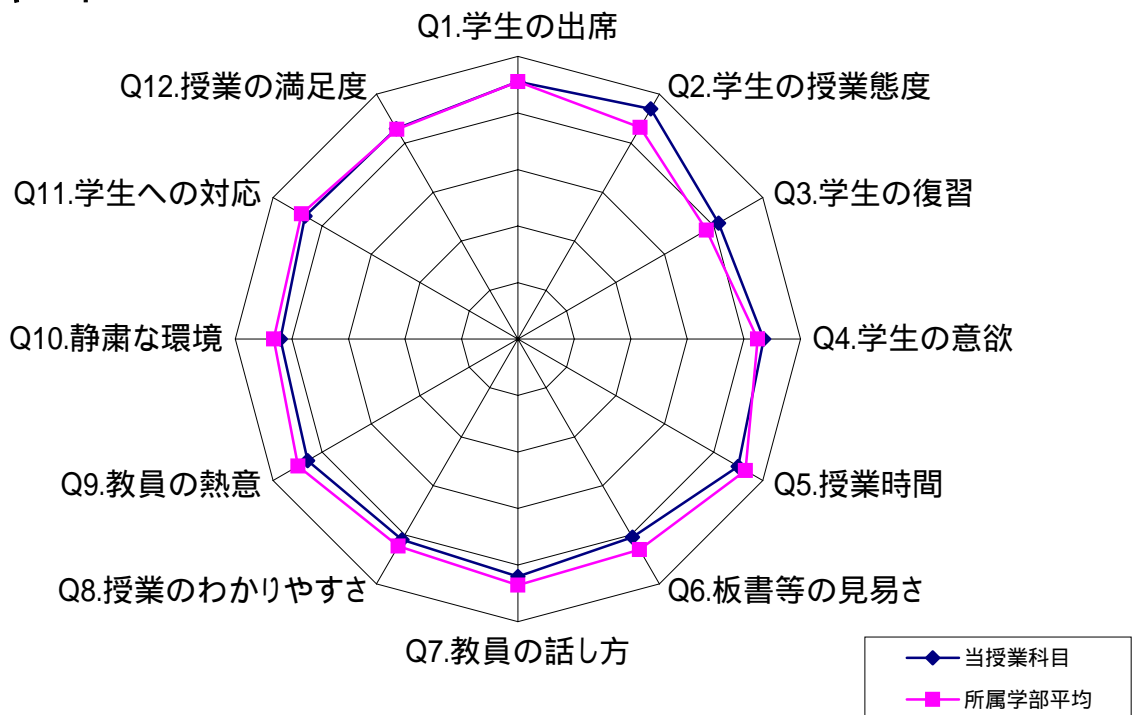 Q1.学生の出席
Q2.学生の授業態度
Q3.学生の復習
Q4.学生の意欲
Q5.授業時間
Q6.板書等の見易さ
Q7.教員の話し方
Q8.授業のわかりやすさ
Q9.教員の熱意
Q10.静粛な環境
Q11.学生への対応
Q12.授業の満足度
当授業科目
所属学部平均